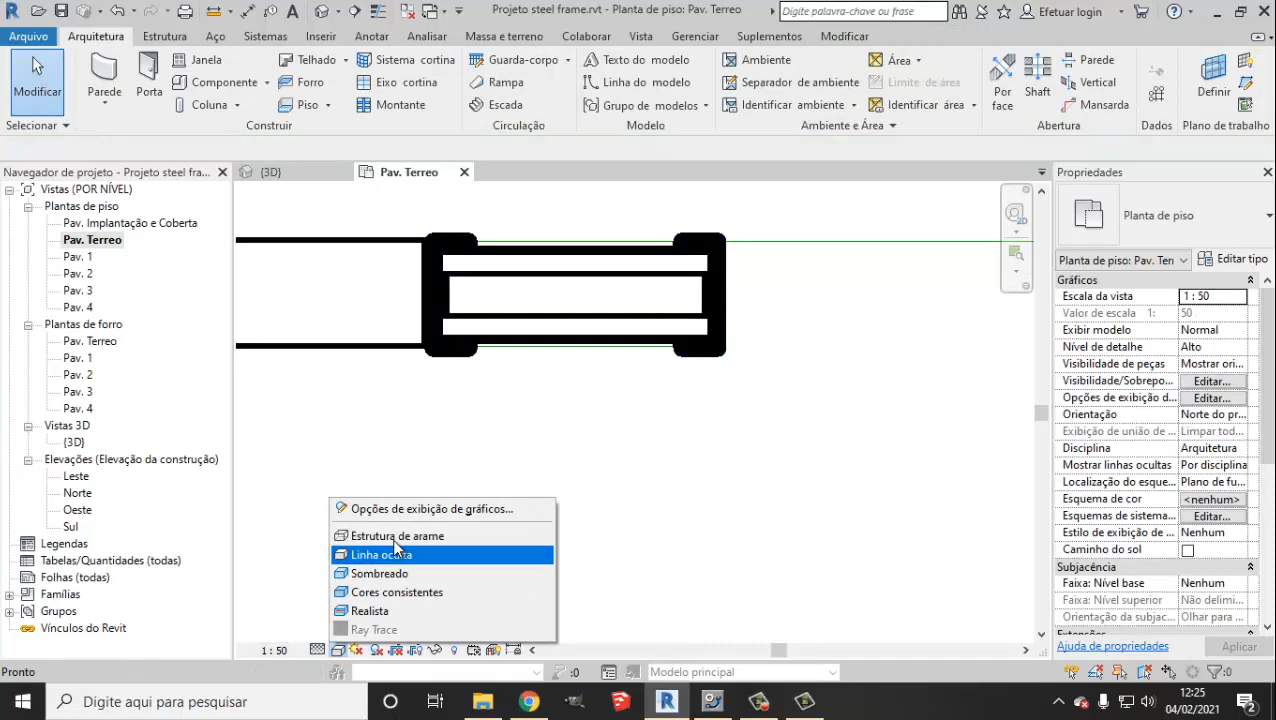 Projeto steel frame.rvt - Planta de piso: Pav. Terreo
Digite palavra-chave ou frase
Efetuar login
Arquivo Arquitetura Estrutura Aço Sistemas Inserir Anotar Analisar Massa e terreno Colaborar Vista Gerenciar Suplementos Modificar
Modificar
Selecionar
Parede
Porta
Janela
Componente
Coluna
Telhado
Forro
Piso
Sistema cortina
Eixo cortina
Montante
Construir
Guarda-corpo
Rampa
Escada
Circulação
Texto do modelo
Linha do modelo
Grupo de modelos
Modelo
Ambiente
Separador de ambiente
Identificar ambiente
Área
Limite de área
Identificar área
Ambiente e Área
Por face
Shaft
Parede
Vertical
Mansarda
Abertura
Dados
Definir
Plano de trabalho
Navegador de projeto - Projeto steel fra...
Vistas (POR NÍVEL)
Plantas de piso
Pav. Implantação e Coberta
Pav. Terreo
Pav. 1
Pav. 2
Pav. 3
Pav. 4
Plantas de forro
Pav. Terreo
Pav. 1
Pav. 2
Pav. 3
Pav. 4
Vistas 3D
{3D}
Elevações (Elevação da construção)
Leste
Norte
Oeste
Sul
Legendas
Tabelas/Quantidades (todas)
Folhas (todas)
Famílias
Grupos
Vínculos do Revit
{3D}
Pav. Terreo
2D
Opções de exibição de gráficos...
Estrutura de arame
Linha oculta
Sombreado
Cores consistentes
Realista
Ray Trace
1 : 50
Propriedades
Planta de piso
Planta de piso: Pav. Terr
Editar tipo
Gráficos
Escala da vista 1 : 50
Valor de escala 1: 50
Exibir modelo Normal
Nível de detalhe Alto
Visibilidade de peças Mostrar ori...
Visibilidade/Sobrepo... Editar...
Opções de exibição d... Editar...
Orientação Norte do pr...
Exibição de união de ... Limpar tod...
Disciplina Arquitetura
Mostrar linhas ocultas Por disciplina
Localização do esque... Plano de fu...
Esquema de cor <nenhum>
Esquemas de sistema... Editar...
Estilo de exibição de ... Nenhum
Caminho do sol
Subjacência
Faixa: Nível base Nenhum
Faixa: Nível superior Não delimi...
Orientação da subjac... Olhar para ...
Extensões
Ajuda de propriedades
Aplicar
Pronto
:0
Modelo principal
:0
Digite aqui para pesquisar
12:25
04/02/2021
2